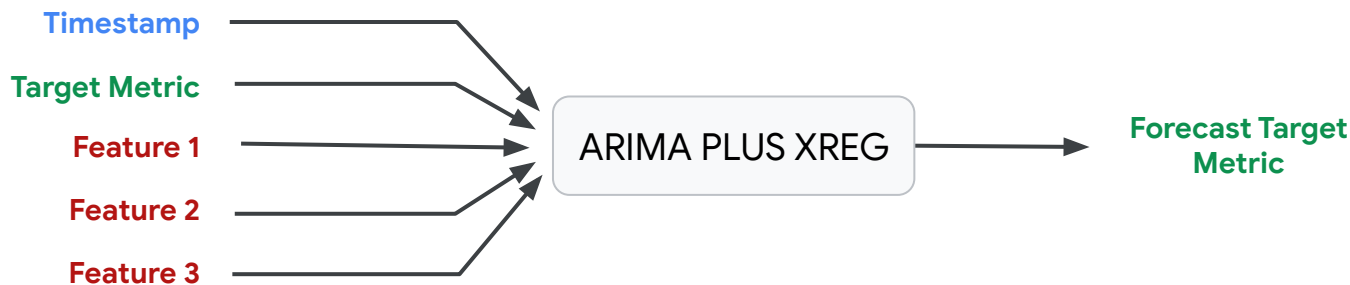 Timestamp
Target Metric
Feature 1
Feature 2
Feature 3
ARIMA PLUS XREG
Forecast Target
Metric